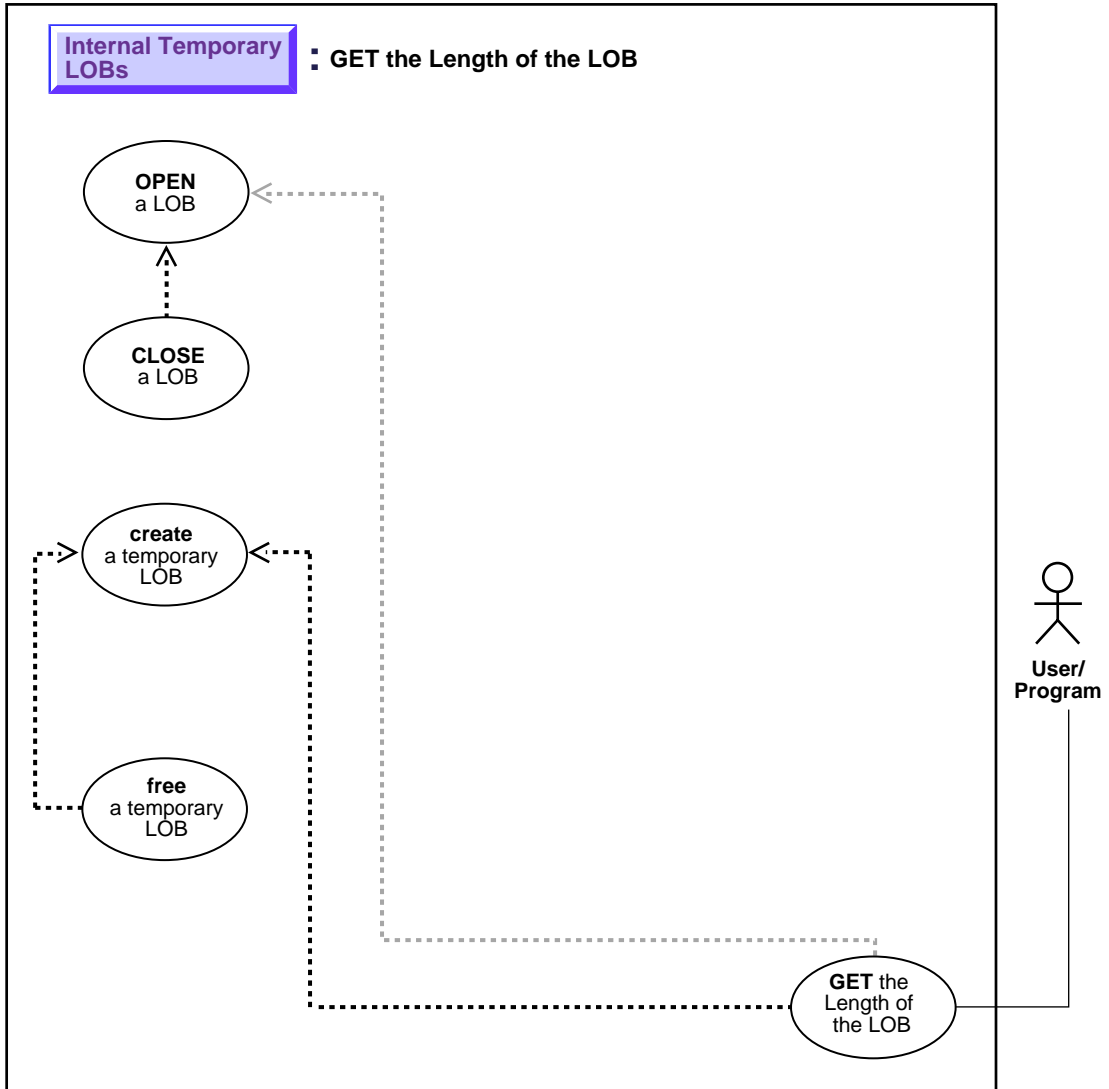 Internal Temporary
LOBs
: GET the Length of the LOB
OPEN
a LOB
CLOSE
a LOB
create
a temporary
LOB
User/
Program
free
a temporary
LOB
GET the
Length of
the LOB